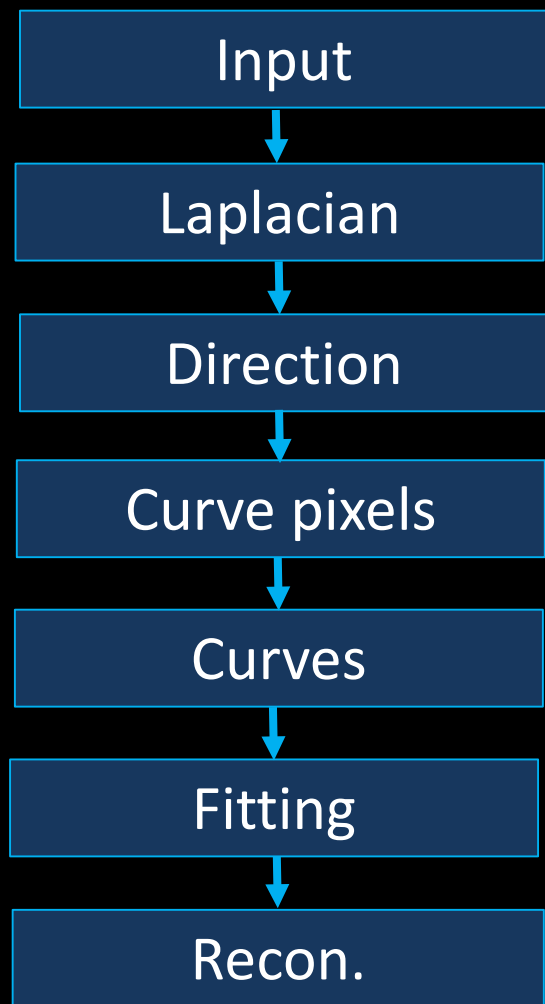 Input
Laplacian
Direction
Curve pixels
Curves
Fitting
Recon.